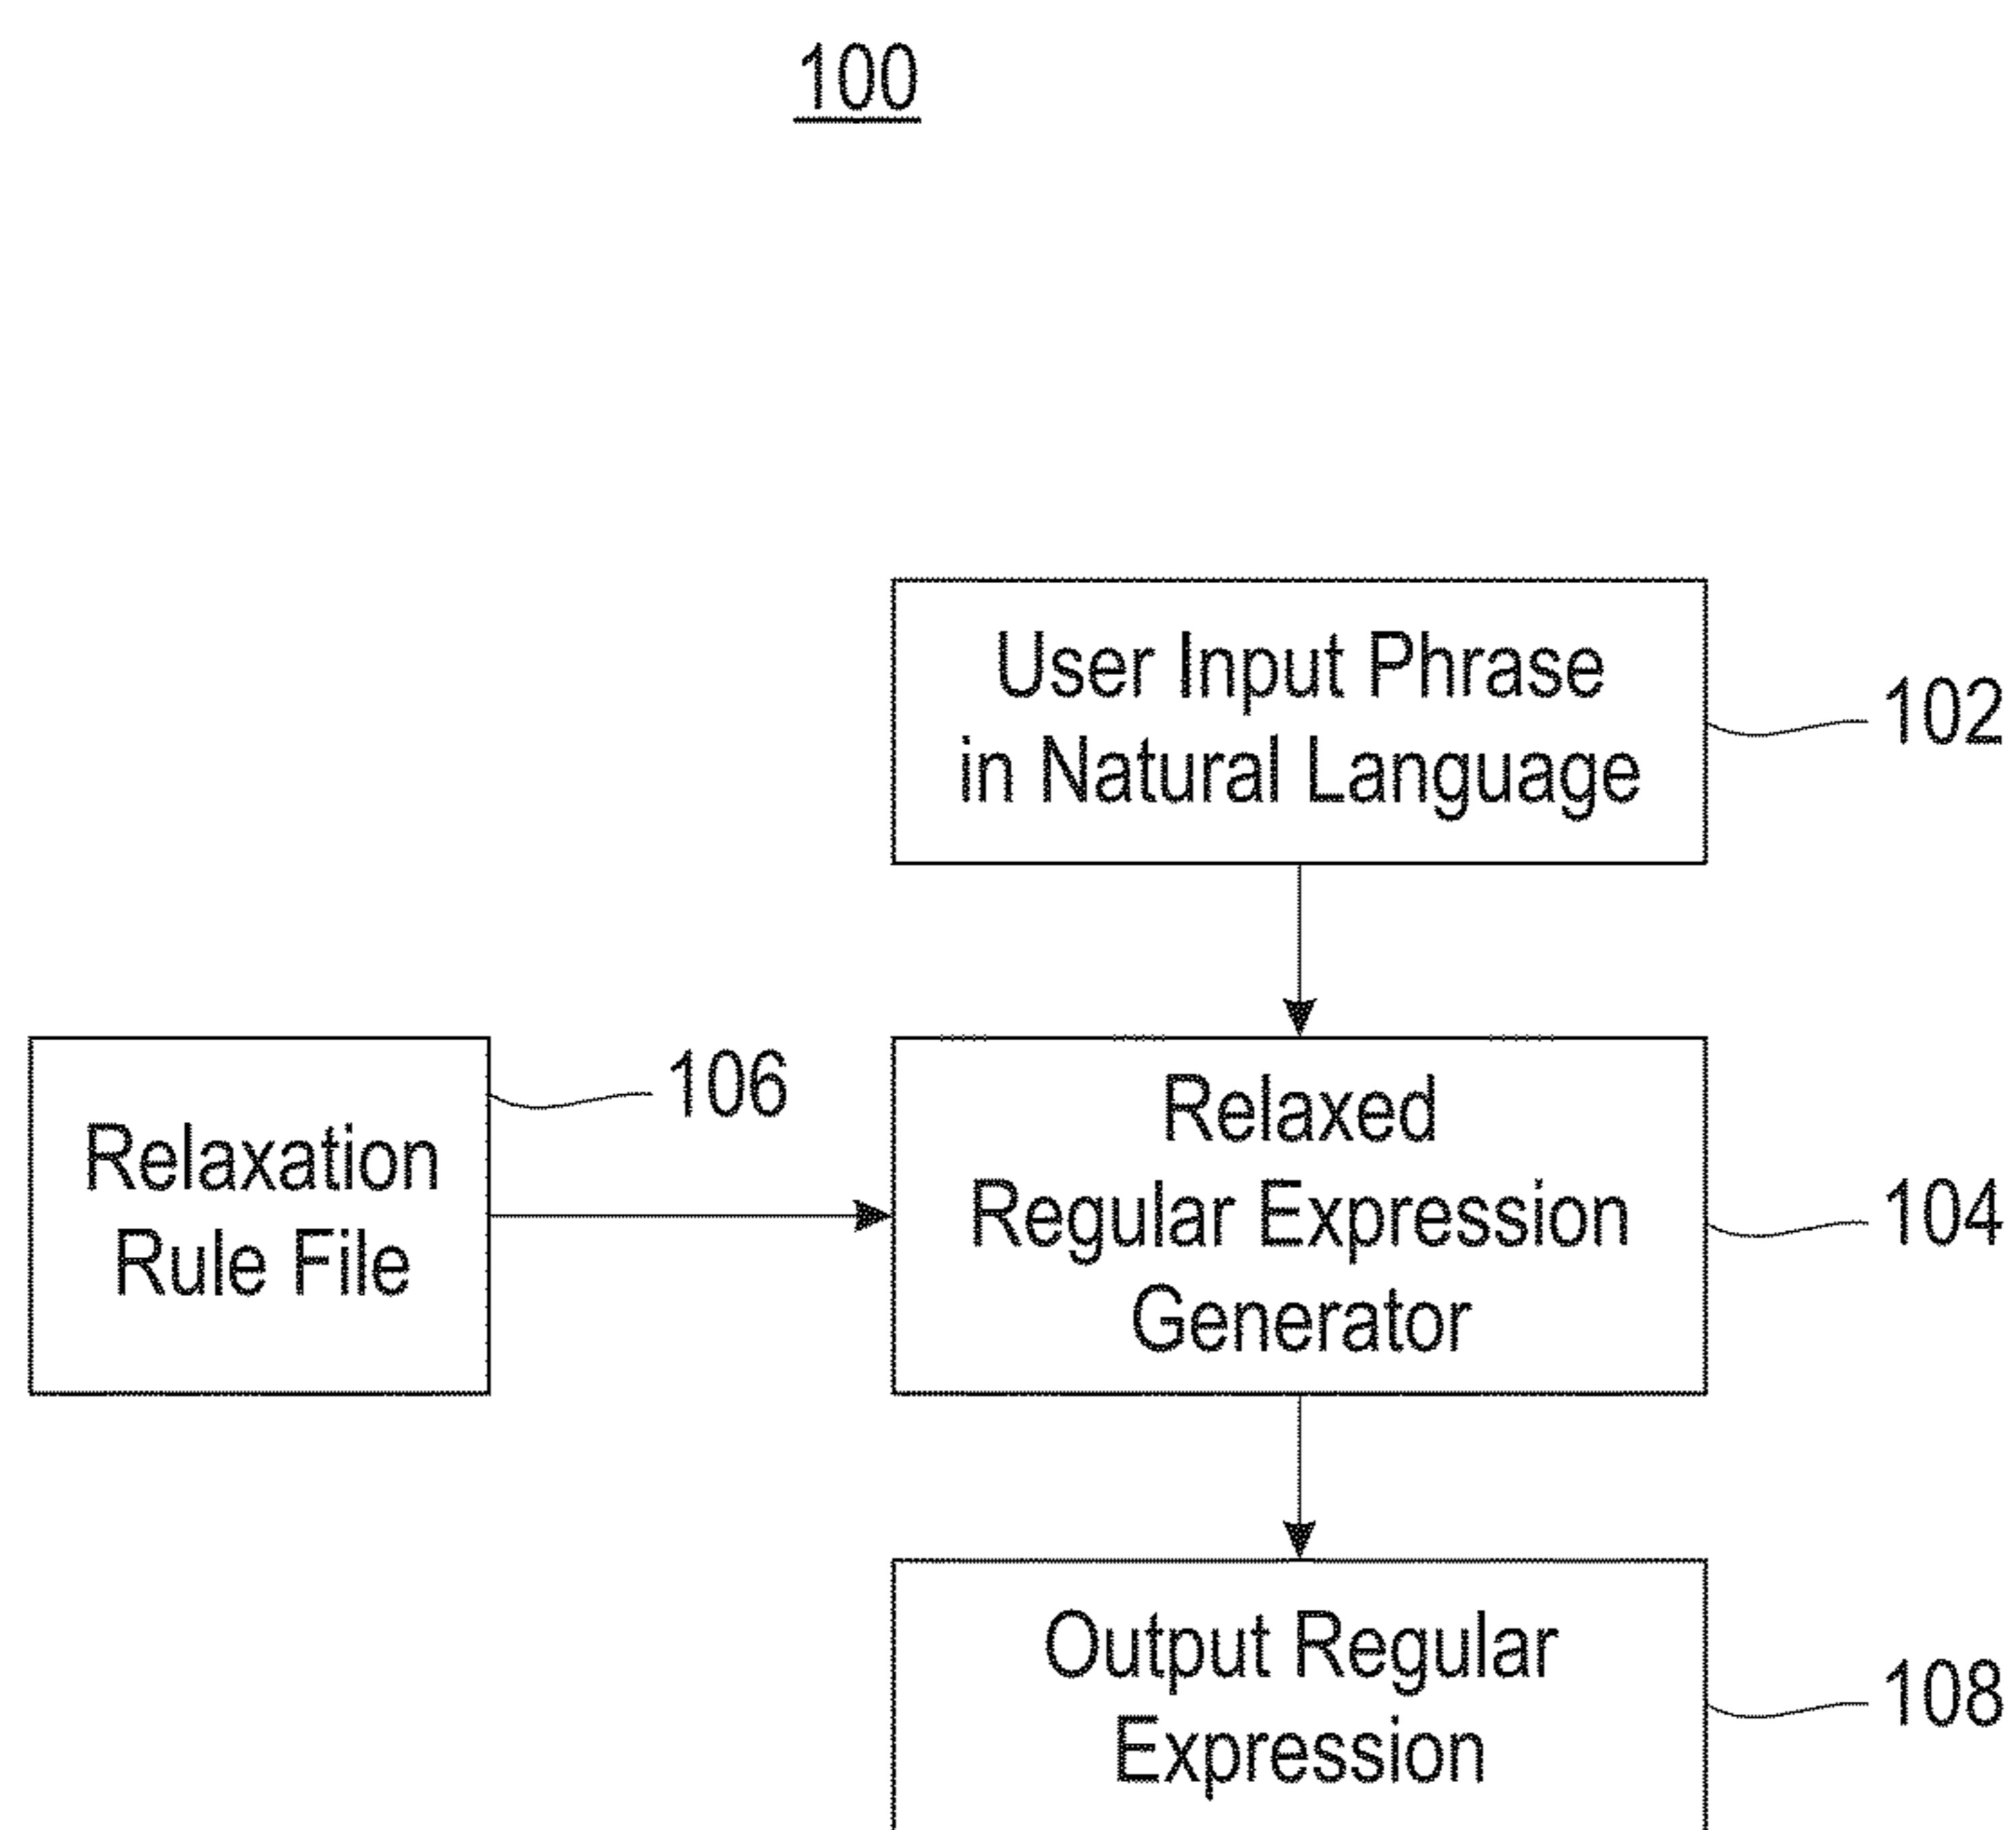 100
User Input Phrase
in Natural Language
102
Relaxation
Rule File
106
Relaxed
Regular Expression
Generator
104
Output Regular
Expression
108